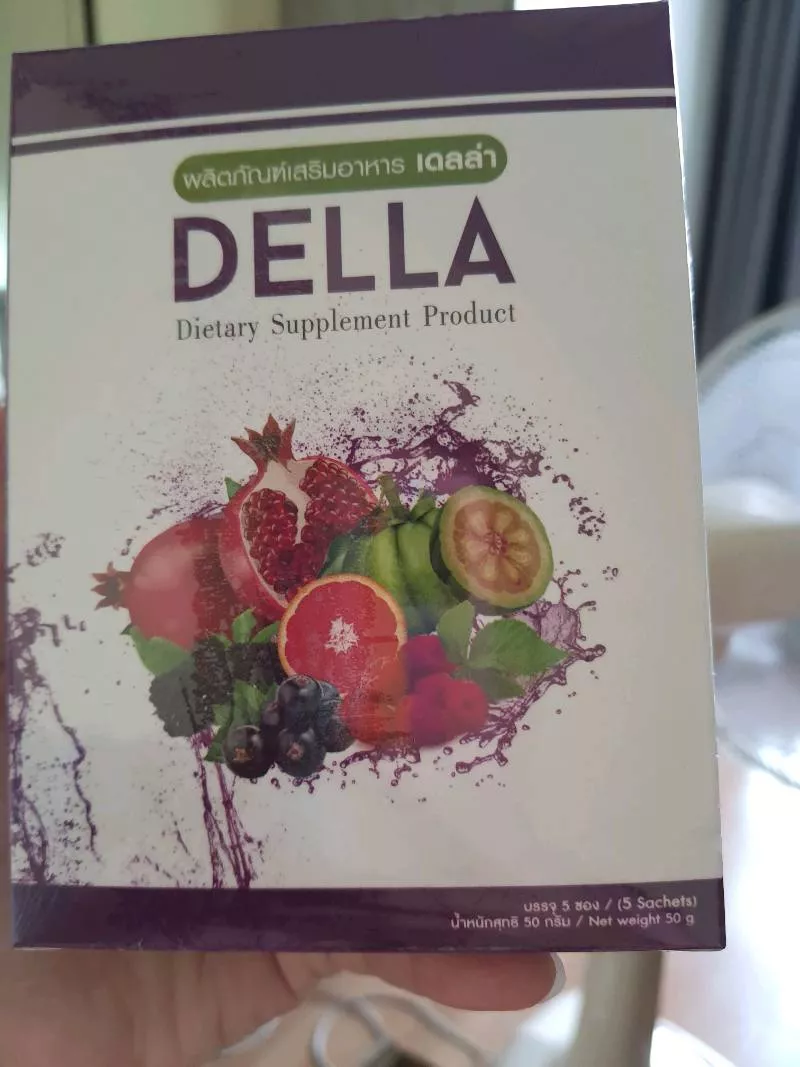 ผลิตภัณฑ์เสริมอาหาร เดลล่า
DELLA
Dietary Supplement Product
บรรจุ 5 ซอง / (5 Sachets)
น้ำหนักสุทธิ 50 กรัม / Net weight 50 g